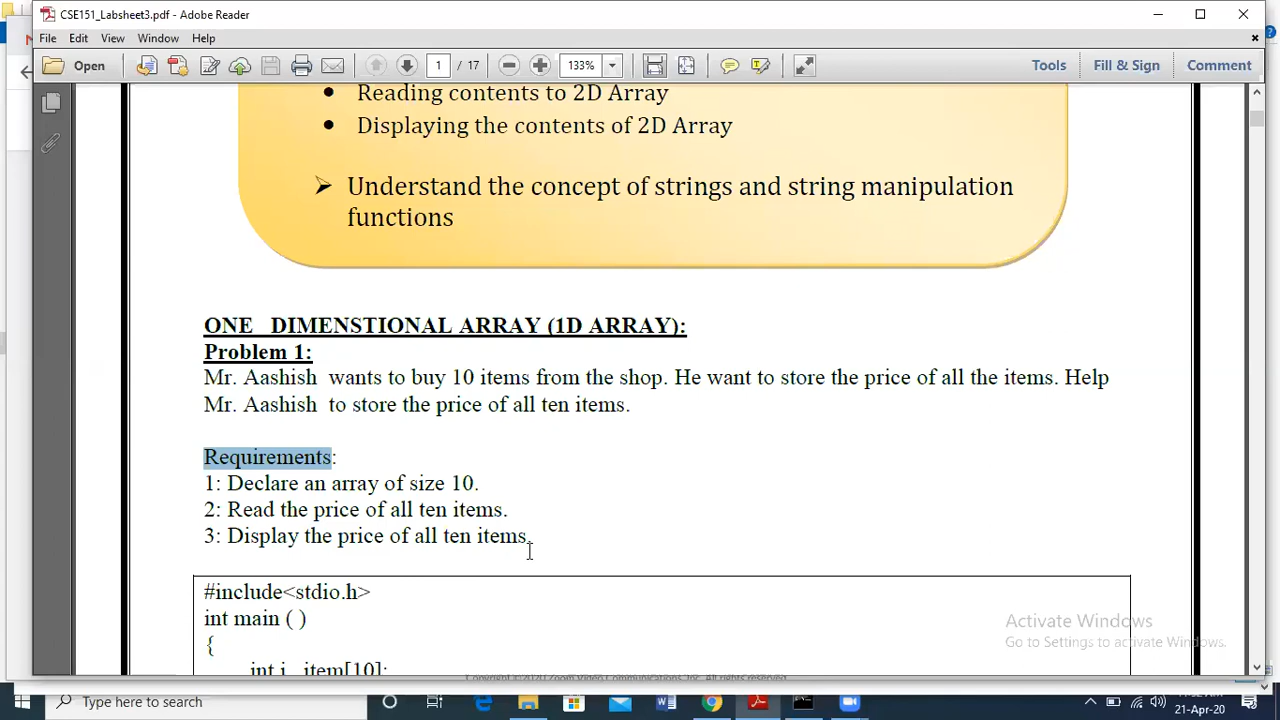 CSE151_Labsheet3.pdf - Adobe Reader
File Edit View Window Help
Open 1 / 17 133% Tools Fill & Sign Comment
• Reading contents to 2D Array
• Displaying the contents of 2D Array
➢ Understand the concept of strings and string manipulation
functions
ONE DIMENSTIONAL ARRAY (1D ARRAY):
Problem 1:
Mr. Aashish wants to buy 10 items from the shop. He want to store the price of all the items. Help
Mr. Aashish to store the price of all ten items.
Requirements:
1: Declare an array of size 10.
2: Read the price of all ten items.
3: Display the price of all ten items.
#include<stdio.h>
int main ( )
{
int i, item[10];
Activate Windows
Go to Settings to activate Windows.
Type here to search
21-Apr-20